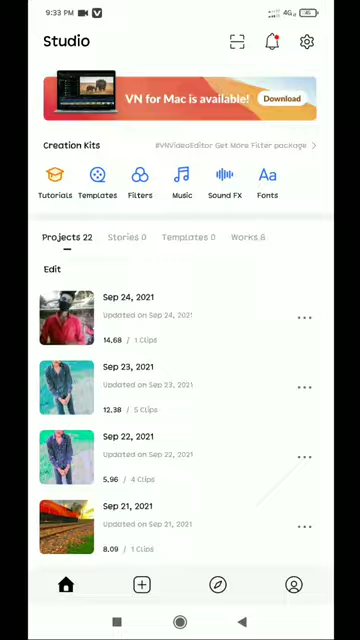 9:33 PM
4G
Studio
VN for Mac is available!
Download
Creation Kits
#VNVideoEditor Get More Filter package
Tutorials
Templates
Filters
Music
Sound FX
Fonts
Projects 22
Stories 0
Templates 0
Works 6
Edit
Sep 24, 2021
Updated on Sep 24, 2021
14,68 / 1 Clips
Sep 23, 2021
Updated on Sep 23, 2021
12,38 / 5 Clips
Sep 22, 2021
Updated on Sep 22, 2021
5,96 / 4 Clips
Sep 21, 2021
Updated on Sep 21, 2021
8,09 / 1 Clips